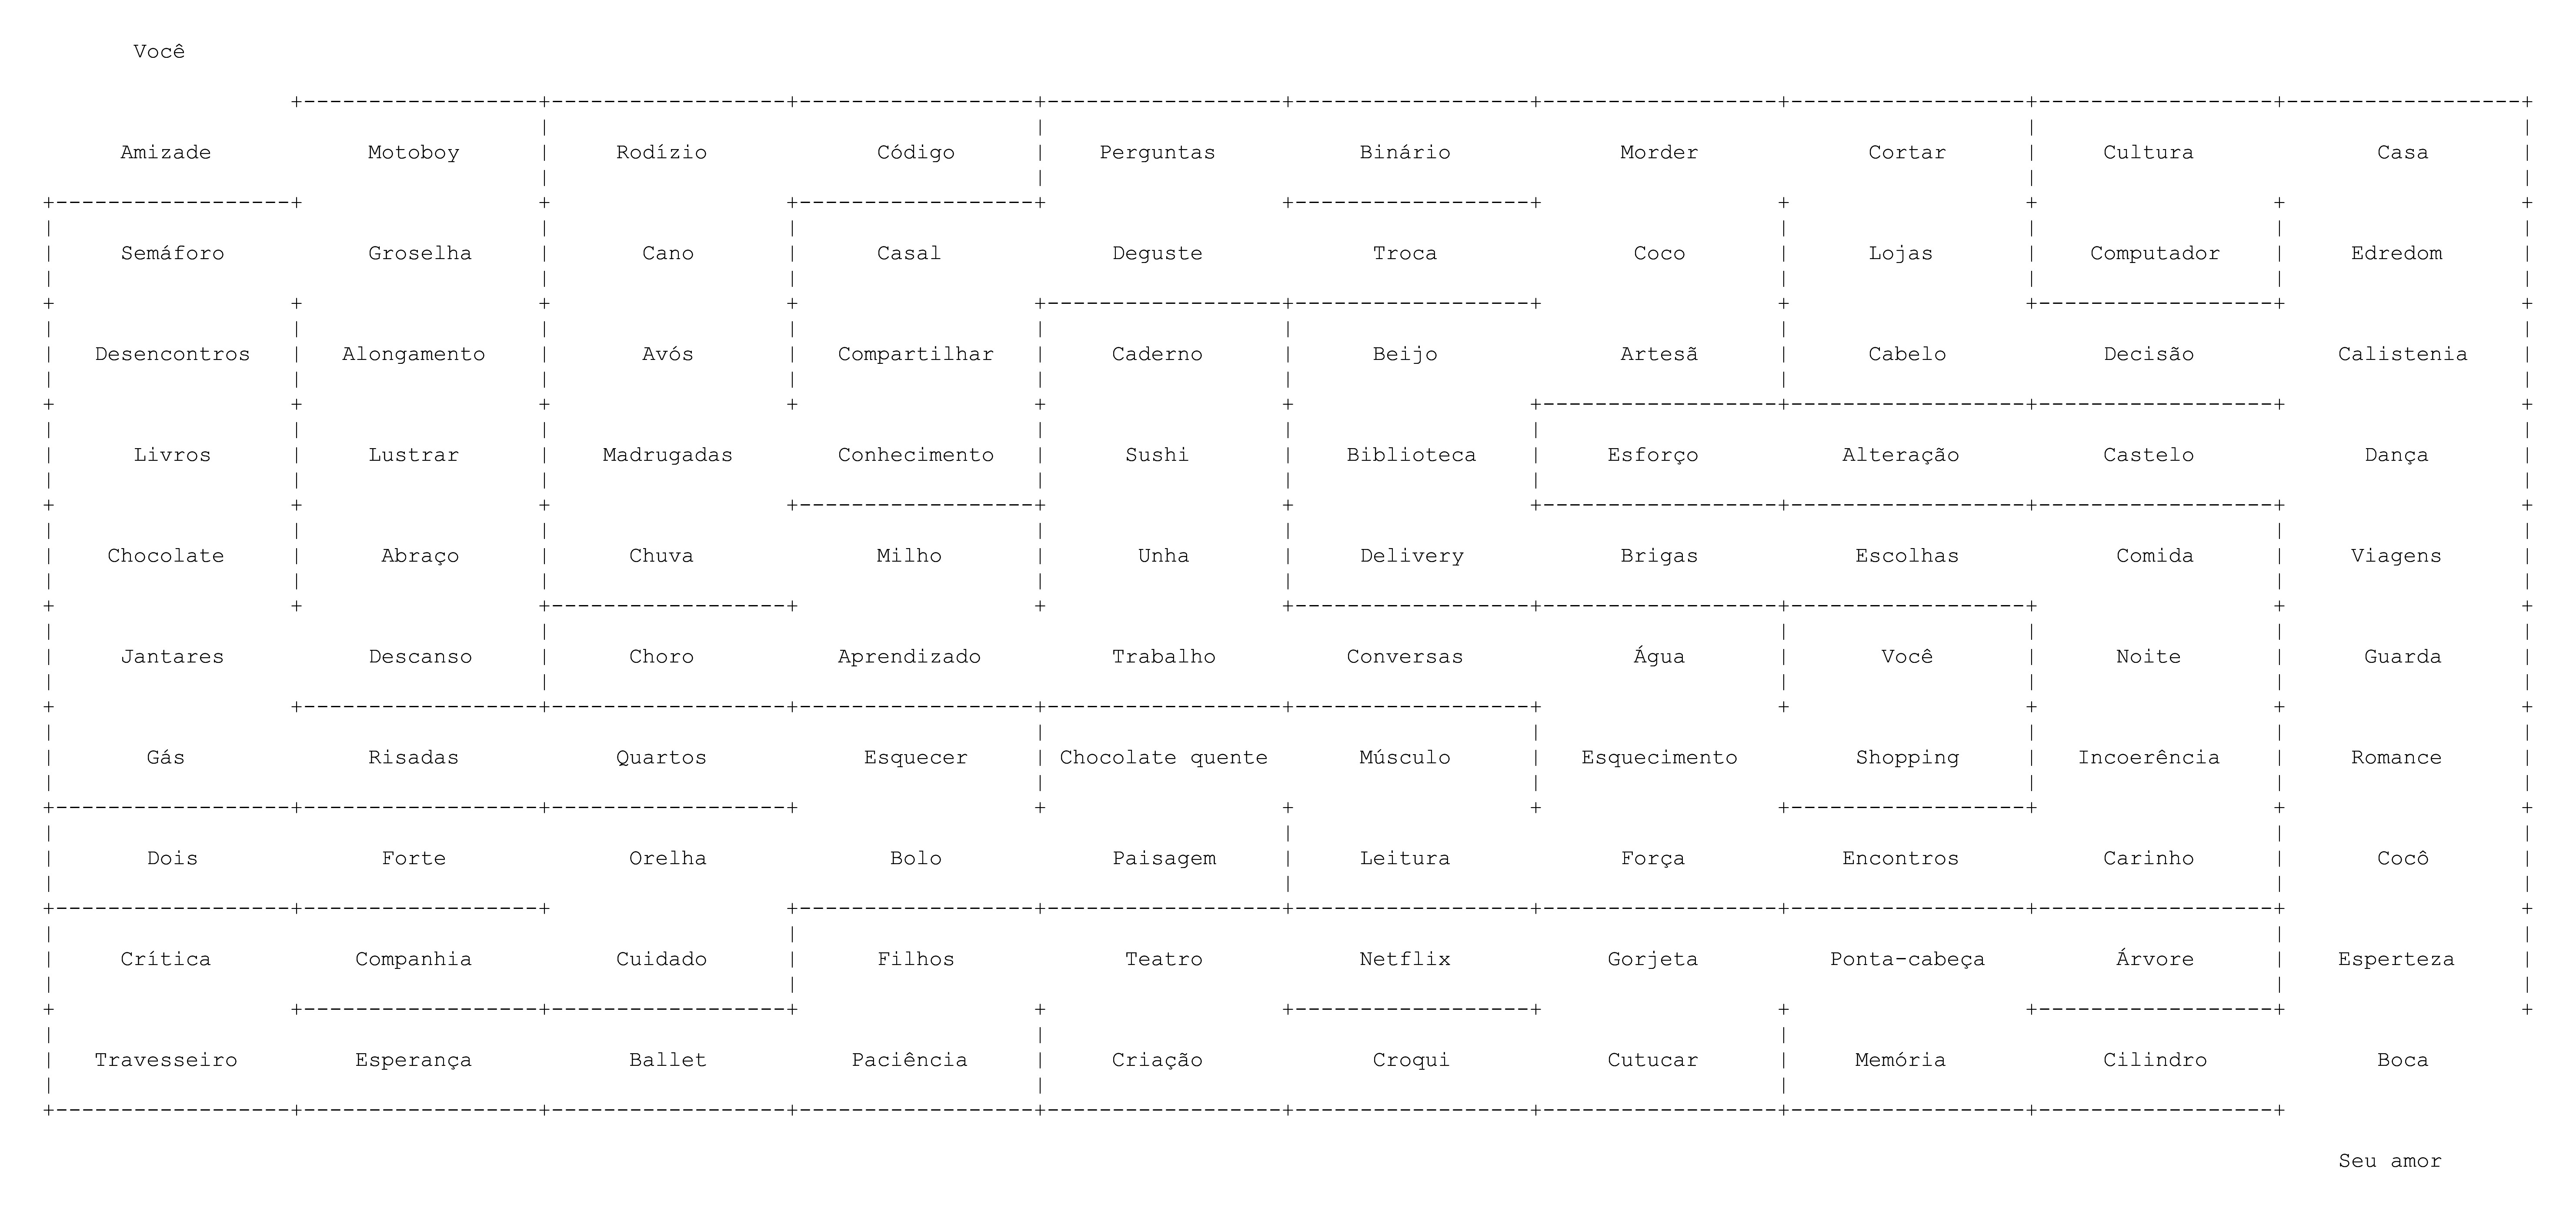 Você
Amizade Motoboy Rodízio Código Perguntas Binário Morder Cortar Cultura Casa
Semáforo Groselha Cano Casal Deguste Troca Coco Lojas Computador Edredom
Desencontros Alongamento Avós Compartilhar Caderno Beijo Artesã Cabelo Decisão Calistenia
Livros Lustrar Madrugadas Conhecimento Sushi Biblioteca Esforço Alteração Castelo Dança
Chocolate Abraço Chuva Milho Unha Delivery Brigas Escolhas Comida Viagens
Jantares Descanso Choro Aprendizado Trabalho Conversas Água Você Noite Guarda
Gás Risadas Quartos Esquecer Chocolate quente Músculo Esquecimento Shopping Incoerência Romance
Dois Forte Orelha Bolo Paisagem Leitura Força Encontros Carinho Cocô
Crítica Companhia Cuidado Filhos Teatro Netflix Gorjeta Ponta-cabeça Árvore Esperteza
Travesseiro Esperança Ballet Paciência Criação Croqui Cutucar Memória Cilindro Boca
Seu amor